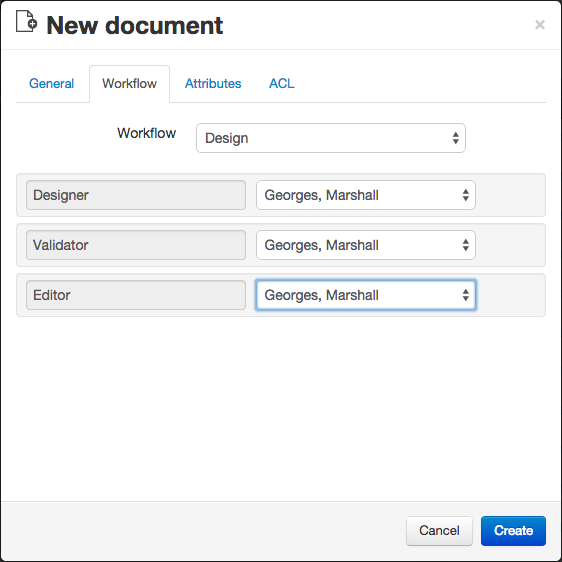 New document
×
General Workflow Attributes ACL
Workflow Design
Designer Georges, Marshall
Validator Georges, Marshall
Editor Georges, Marshall
Cancel Create